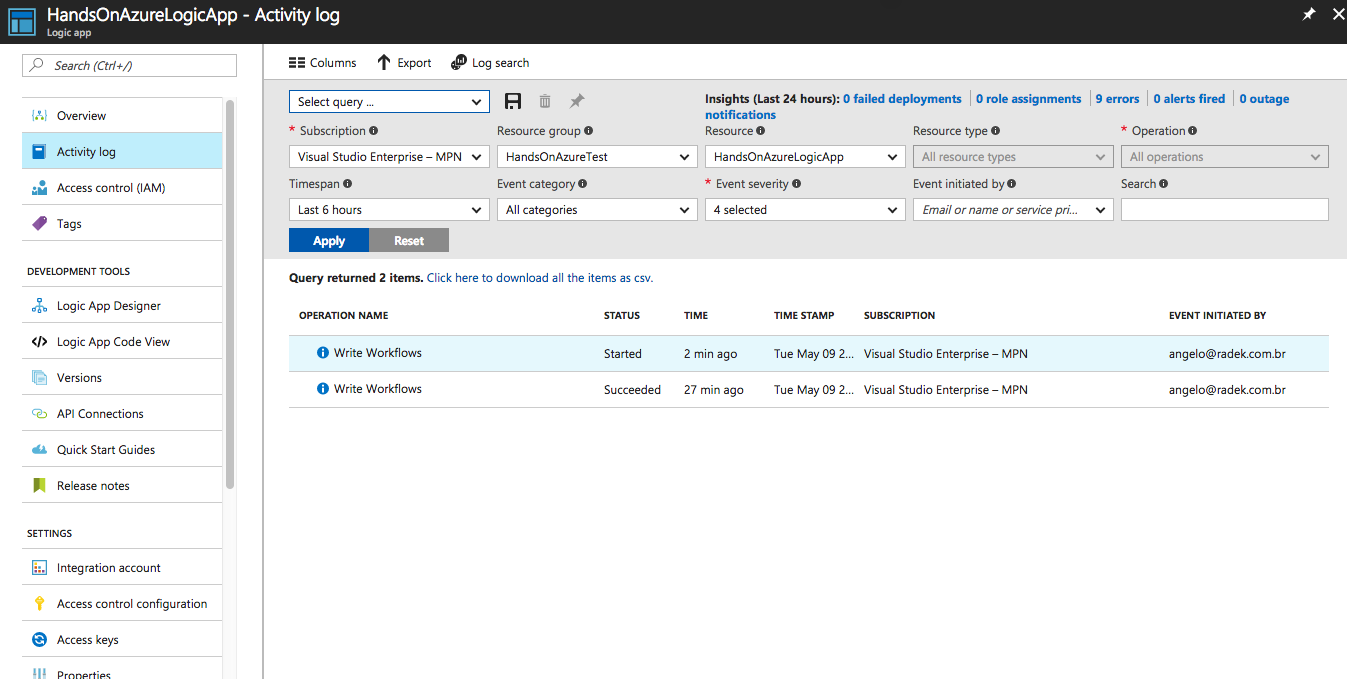 HandsOnAzureLogicApp - Activity log
Logic app
Search (Ctrl+/)
Overview
Activity log
Access control (IAM)
Tags
DEVELOPMENT TOOLS
Logic App Designer
Logic App Code View
Versions
API Connections
Quick Start Guides
Release notes
SETTINGS
Integration account
Access control configuration
Access keys
Properties
Columns Export Log search
Select query ...
Insights (Last 24 hours): 0 failed deployments 0 role assignments 9 errors 0 alerts fired 0 outage
notifications
* Subscription Resource group Resource Resource type * Operation
Visual Studio Enterprise – MPN HandsOnAzureTest HandsOnAzureLogicApp All resource types All operations
Timespan Event category * Event severity Event initiated by Search
Last 6 hours All categories 4 selected Email or name or service pri...
Apply Reset
Query returned 2 items. Click here to download all the items as csv.
OPERATION NAME STATUS TIME TIME STAMP SUBSCRIPTION EVENT INITIATED BY
Write Workflows Started 2 min ago Tue May 09 2... Visual Studio Enterprise – MPN angelo@radek.com.br
Write Workflows Succeeded 27 min ago Tue May 09 2... Visual Studio Enterprise – MPN angelo@radek.com.br